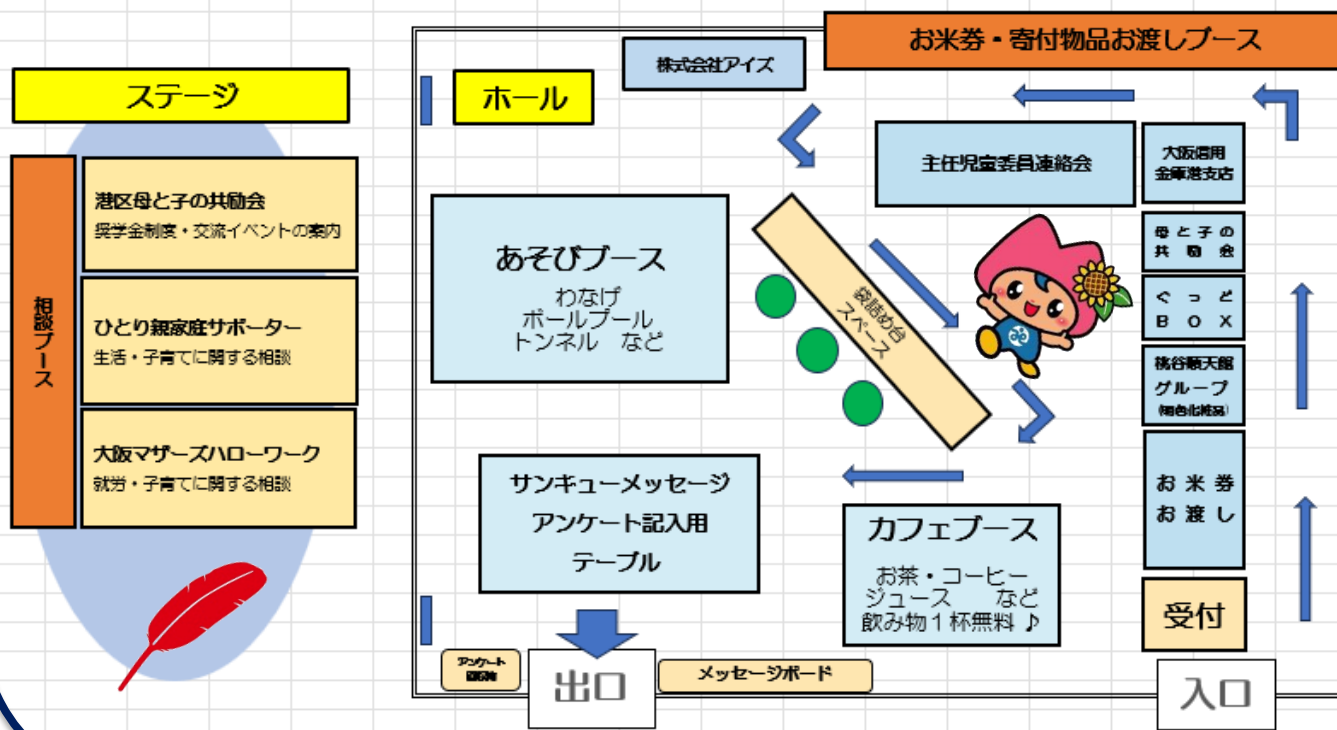 ステージ
相談ブース
港区母と子の共励会
奨学金制度・交流イベントの案内
ひとり親家庭サポーター
生活・子育てに関する相談
大阪マザーズハローワーク
就労・子育てに関する相談
ホール
株式会社アイズ
お米券・寄付物品お渡しブース
主任児童委員連絡会
大阪信用
金庫港支店
母と子の
共励会
ぐっど
BOX
桃谷順天館
グループ
(明色化粧品)
お米券
お渡し
受付
入口
あそびブース
わなげ
ボールプール
トンネル など
袋詰め台
スペース
カフェブース
お茶・コーヒー
ジュース など
飲み物1杯無料♪
サンキューメッセージ
アンケート記入用
テーブル
アンケート
出口
メッセージボード